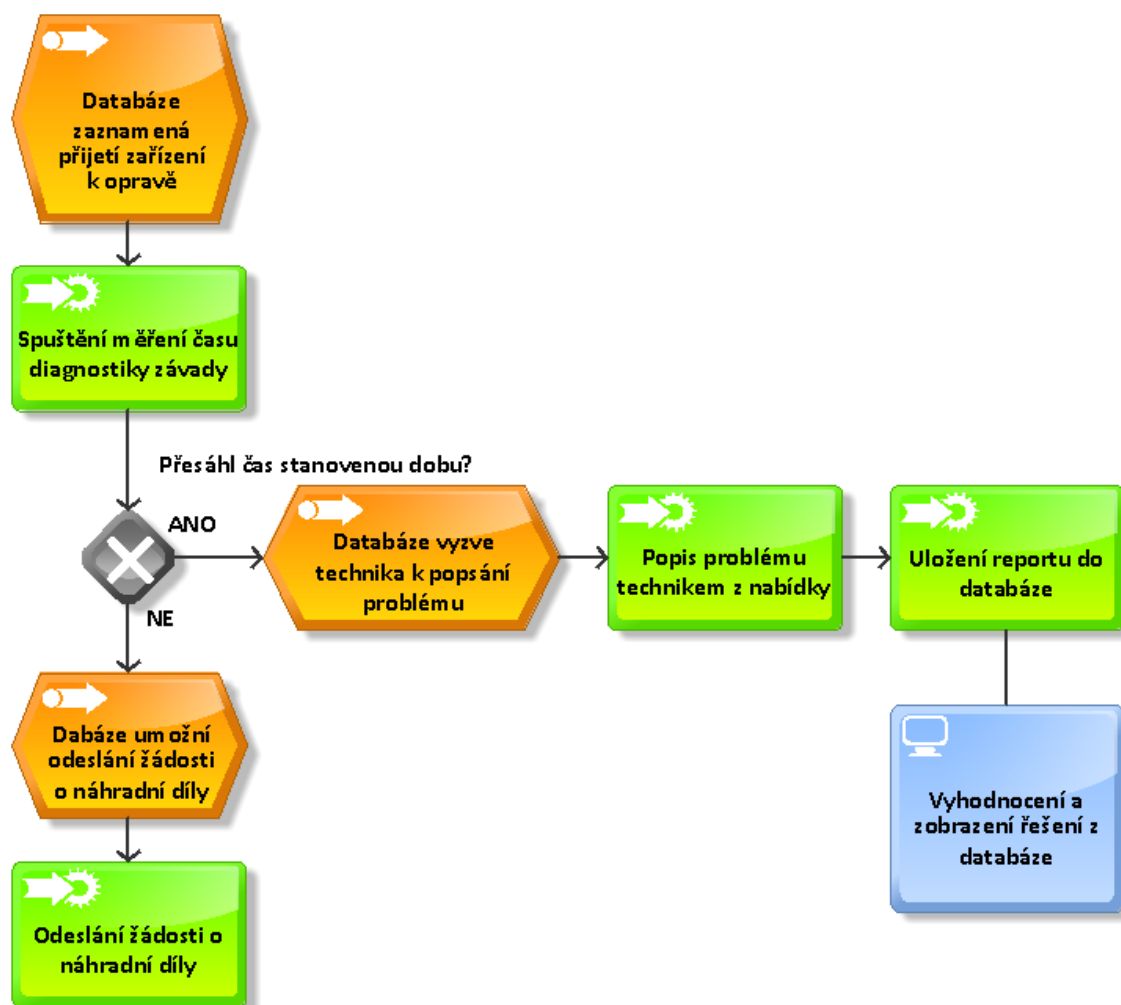 Databáze
zaznamená
přijetí zařízení
k opravě
Spuštění měření času
diagnostiky závady
Přesáhl čas stanovenou dobu?
ANO
Databáze vyzve
technika k popsání
problému
Popis problému
technikem z nabídky
Uložení reportu do
databáze
NE
Dabáze umožní
odeslání žádosti
o náhradní díly
Vyhodnocení a
zobrazení řešení z
databáze
Odeslání žádosti o
náhradní díly